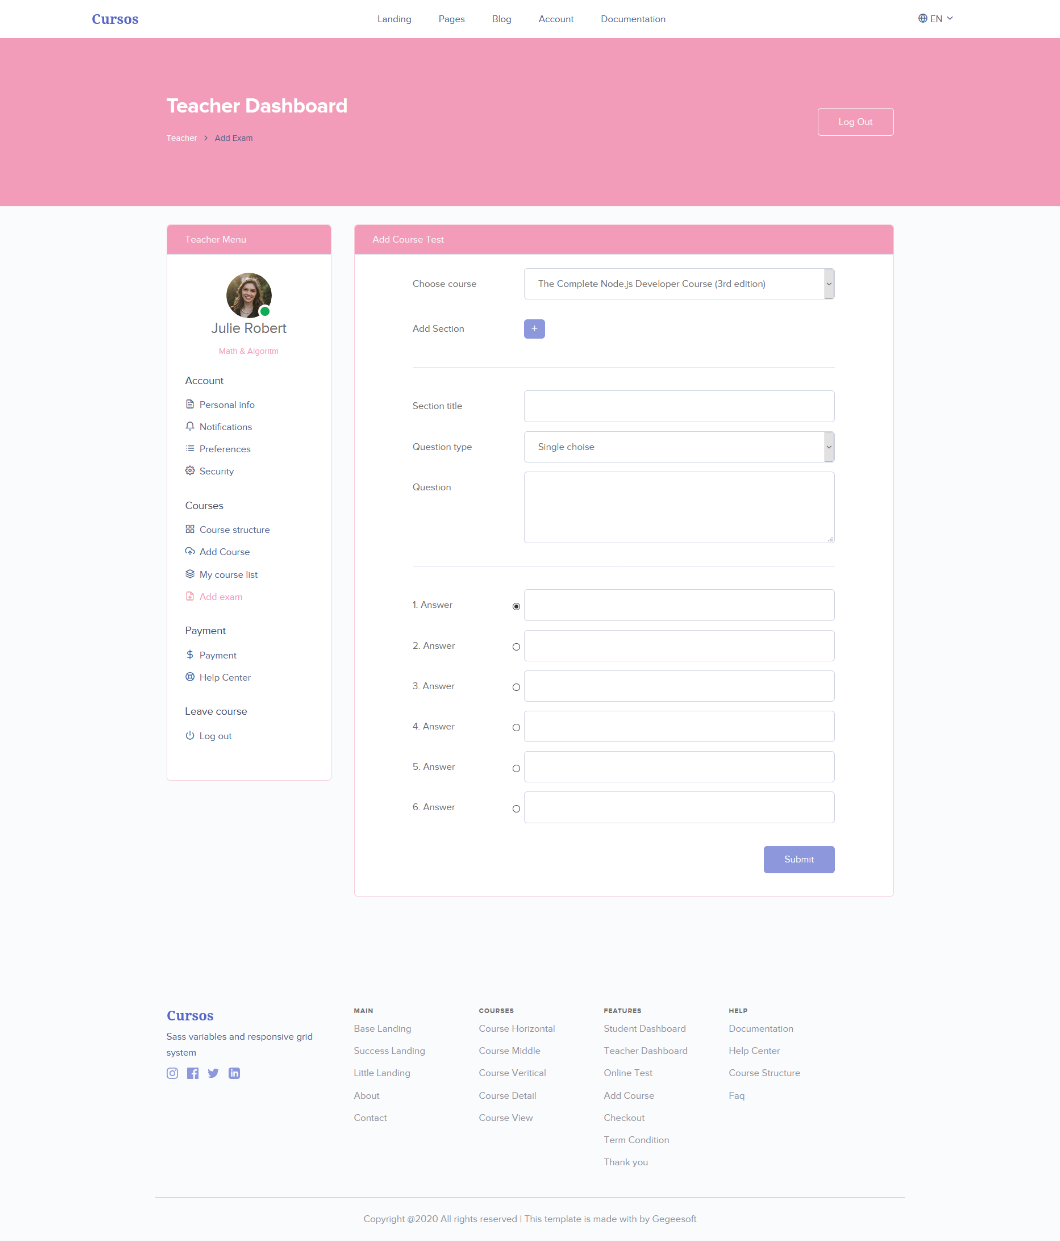 Cursos
Landing Pages Blog Account Documentation
EN
Teacher Dashboard
Teacher > Add Exam
Log Out
Teacher Menu
Julie Robert
Math & Algoritm
Account
Personal info
Notifications
Preferences
Security
Courses
Course structure
Add Course
My course list
Add exam
Payment
Payment
Help Center
Leave course
Log out
Add Course Test
Choose course
The Complete Node.js Developer Course (3rd edition)
Add Section
+
Section title
Question type
Single choise
Question
1. Answer
2. Answer
3. Answer
4. Answer
5. Answer
6. Answer
Submit
Cursos
Sass variables and responsive grid
system
MAIN
Base Landing
Success Landing
Little Landing
About
Contact
COURSES
Course Horizontal
Course Middle
Course Veritical
Course Detail
Course View
FEATURES
Student Dashboard
Teacher Dashboard
Online Test
Add Course
Checkout
Term Condition
Thank you
HELP
Documentation
Help Center
Course Structure
Faq
Copyright @2020 All rights reserved | This template is made with by Gegeesoft